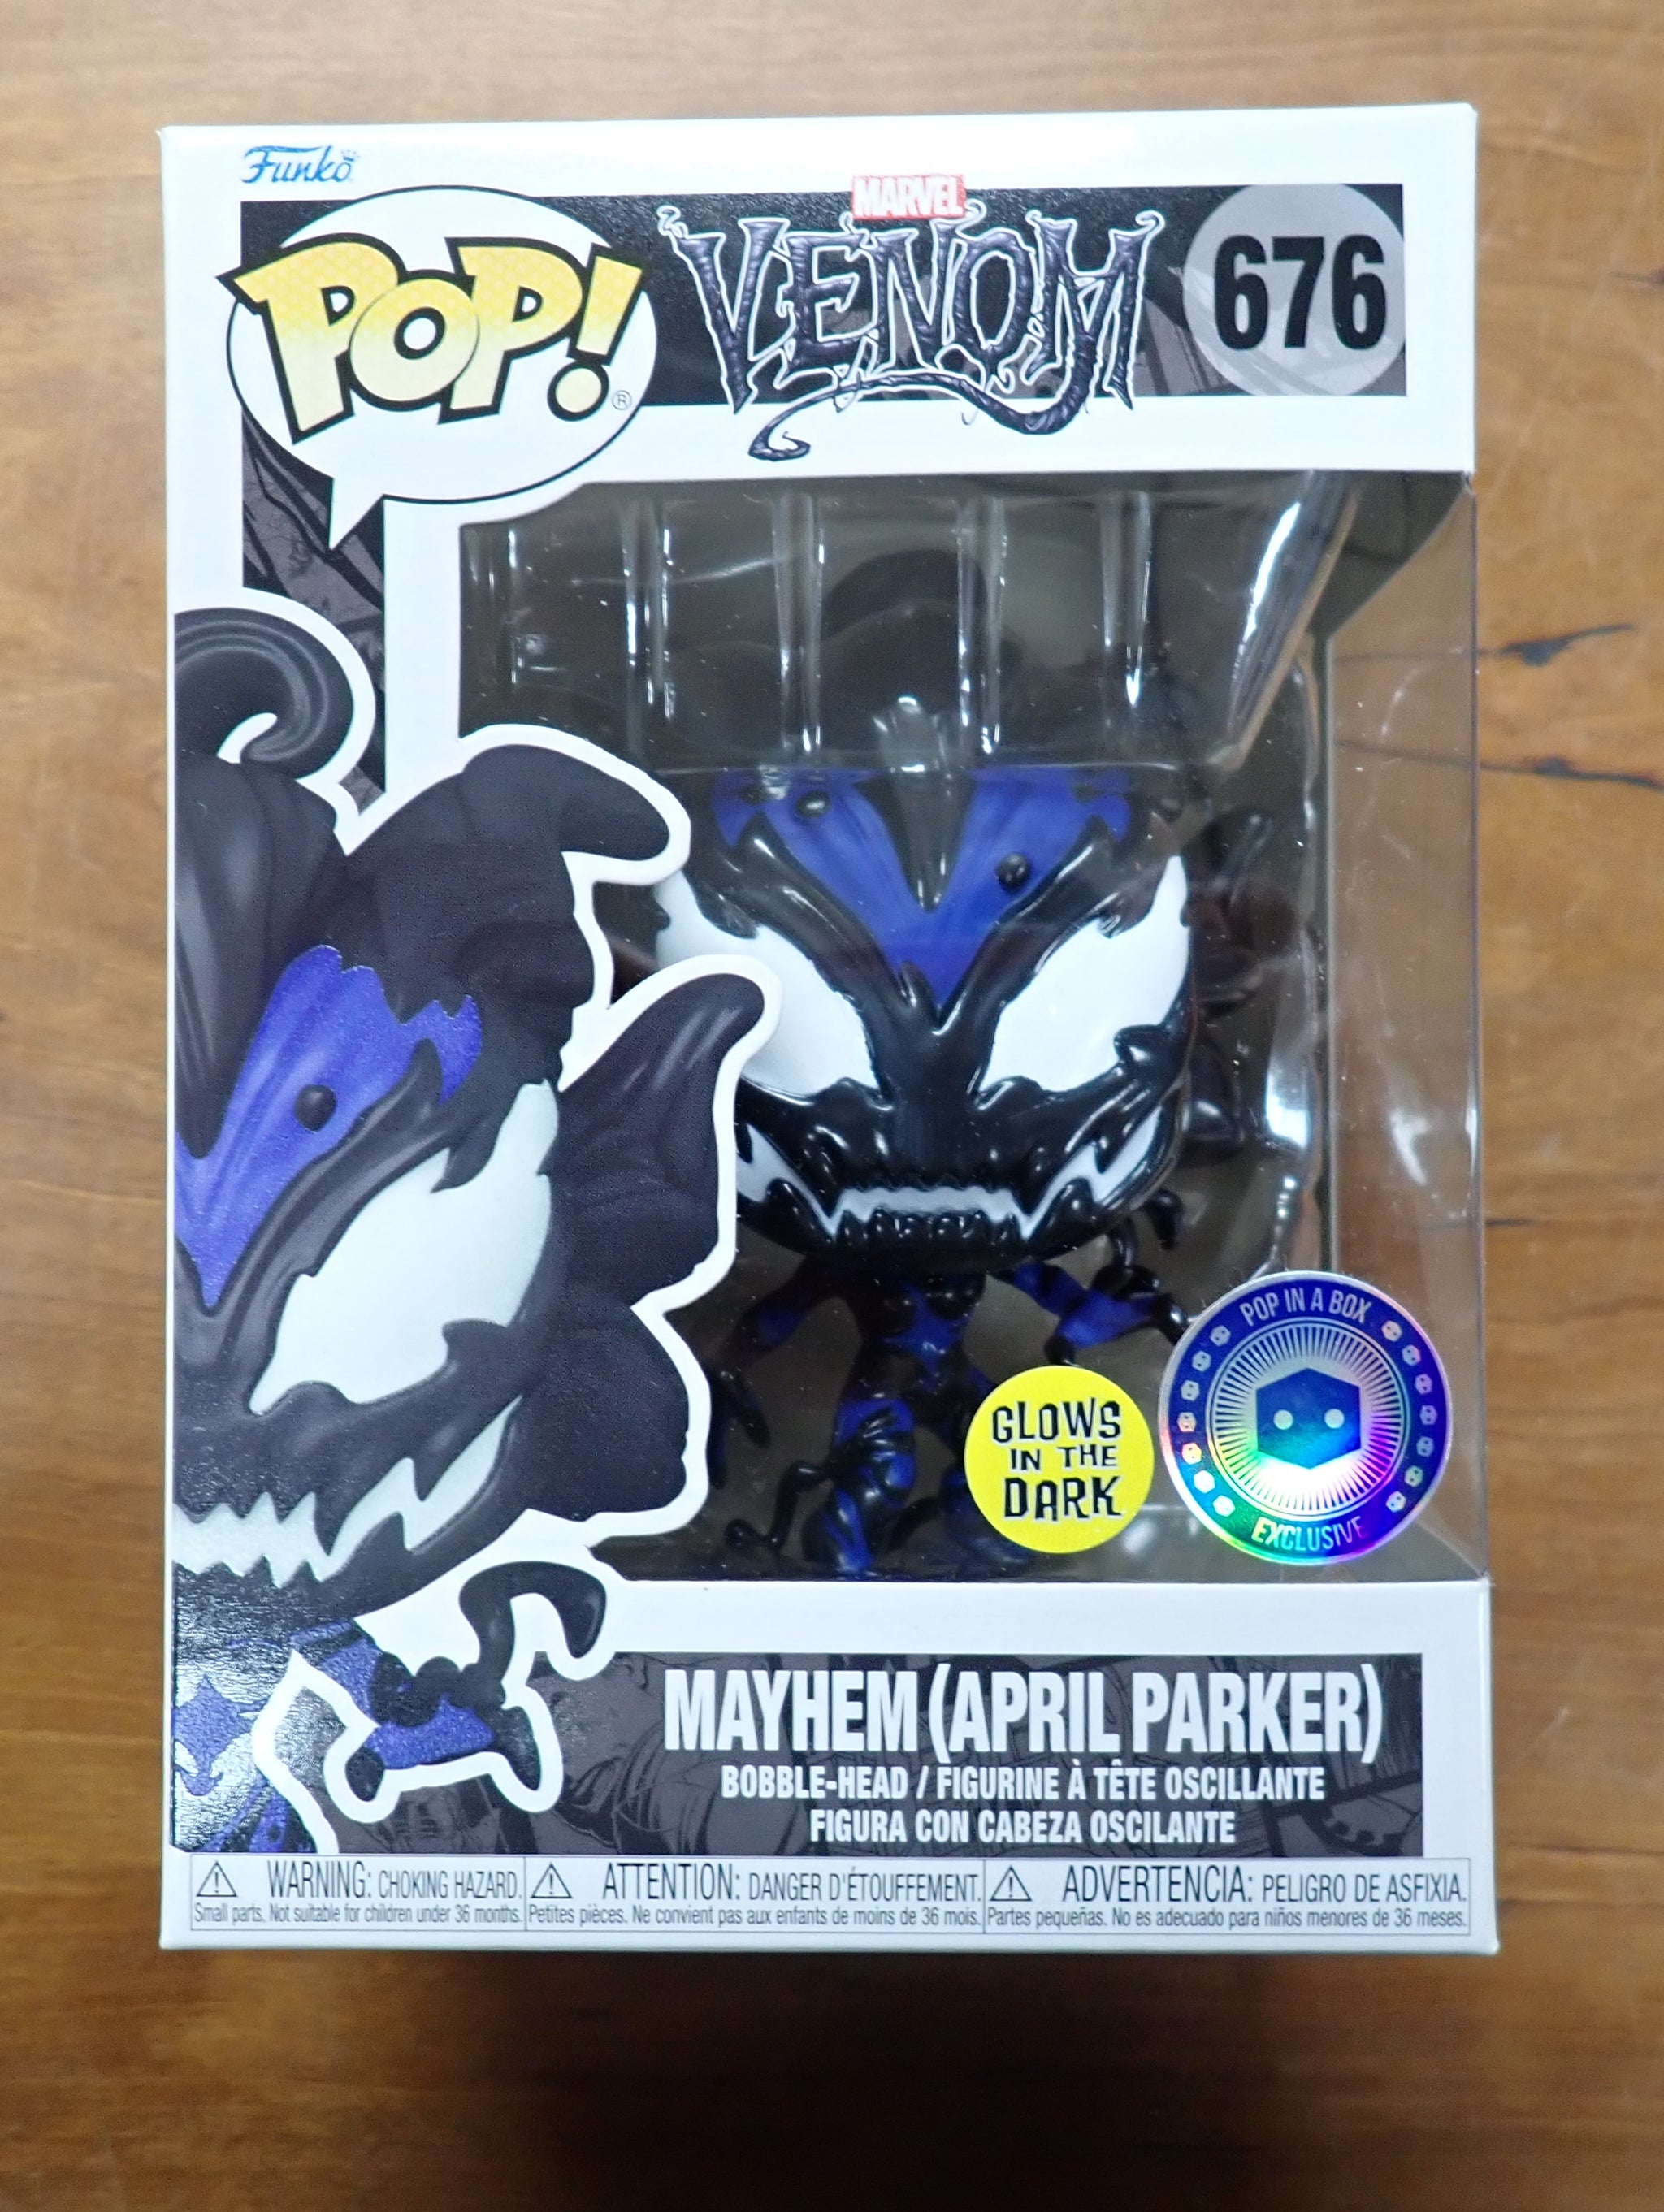 Funko
POP!
®
MARVEL
VENOM
676
GLOWS
IN THE
DARK
POP IN A BOX
EXCLUSIVE
MAYHEM (APRIL PARKER)
BOBBLE-HEAD / FIGURINE À TÊTE OSCILLANTE
FIGURA CON CABEZA OSCILANTE
WARNING: CHOKING HAZARD.
Small parts. Not suitable for children under 36 months.
ATTENTION: DANGER D'ÉTOUFFEMENT.
Petites pièces. Ne convient pas aux enfants de moins de 36 mois.
ADVERTENCIA: PELIGRO DE ASFIXIA.
Partes pequeñas. No es adecuado para niños menores de 36 meses.